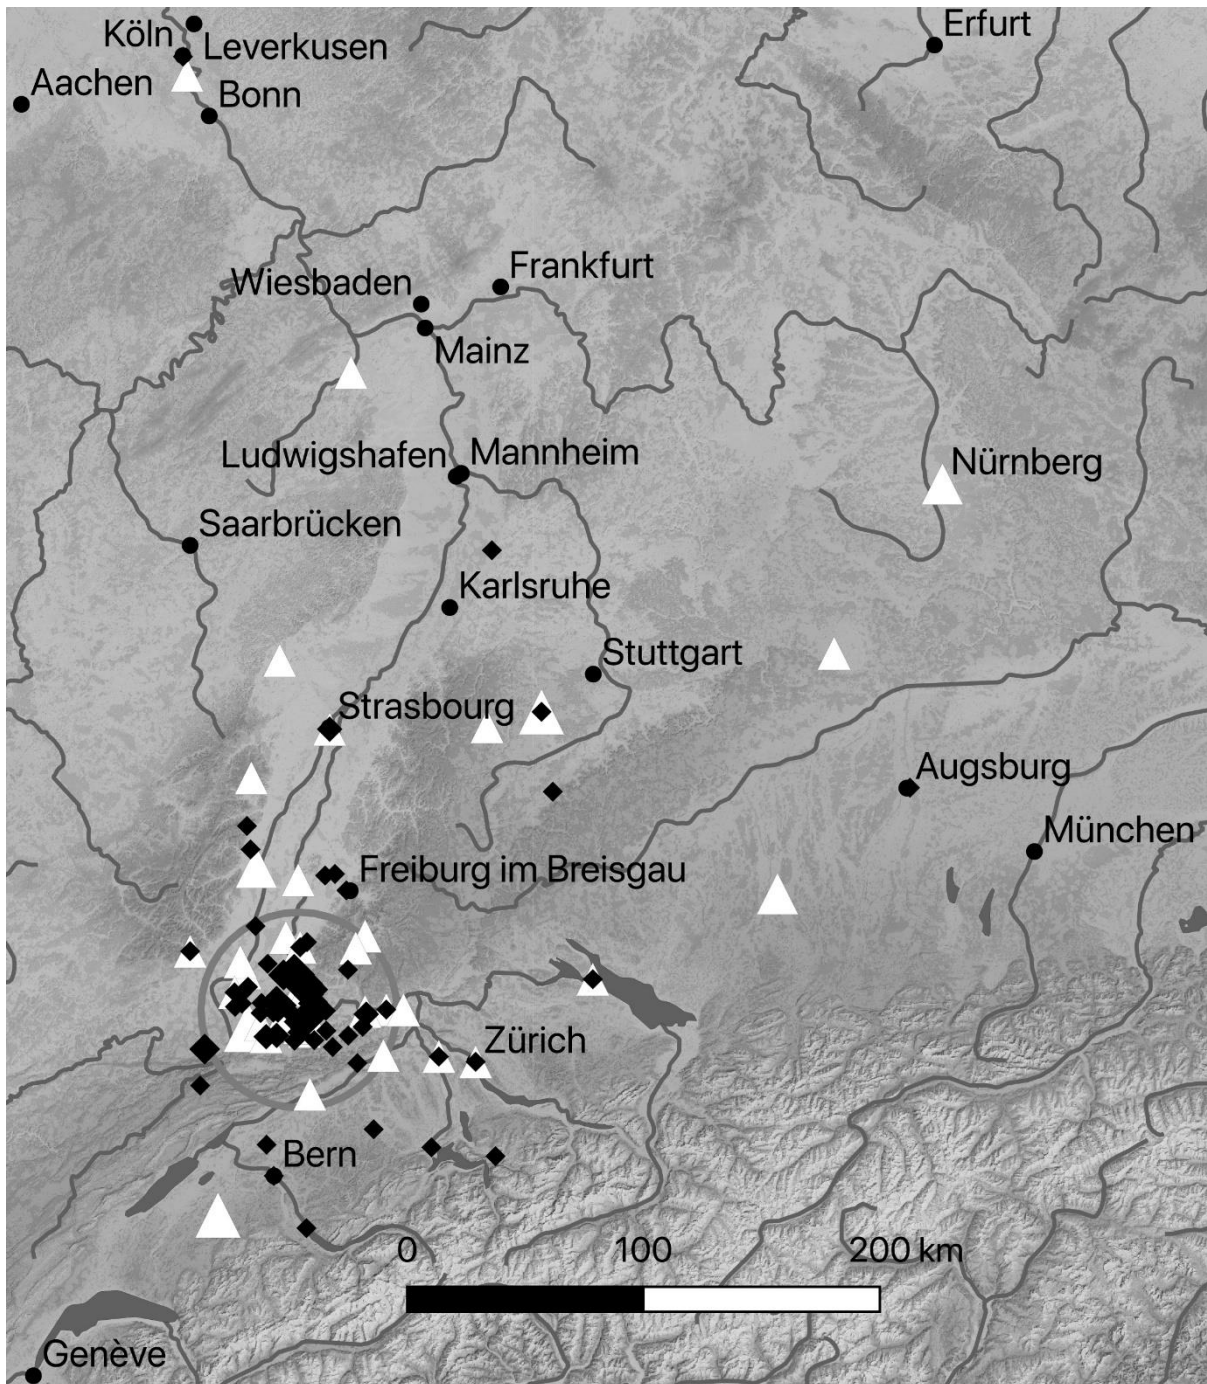 Erfurt
Köln
Leverkusen
Aachen
Bonn
Frankfurt
Wiesbaden
Mainz
Ludwigshafen
Mannheim
Nürnberg
Saarbrücken
Karlsruhe
Stuttgart
Strasbourg
Augsburg
München
Freiburg im Breisgau
Zürich
Bern
0 100 200 km
Genève